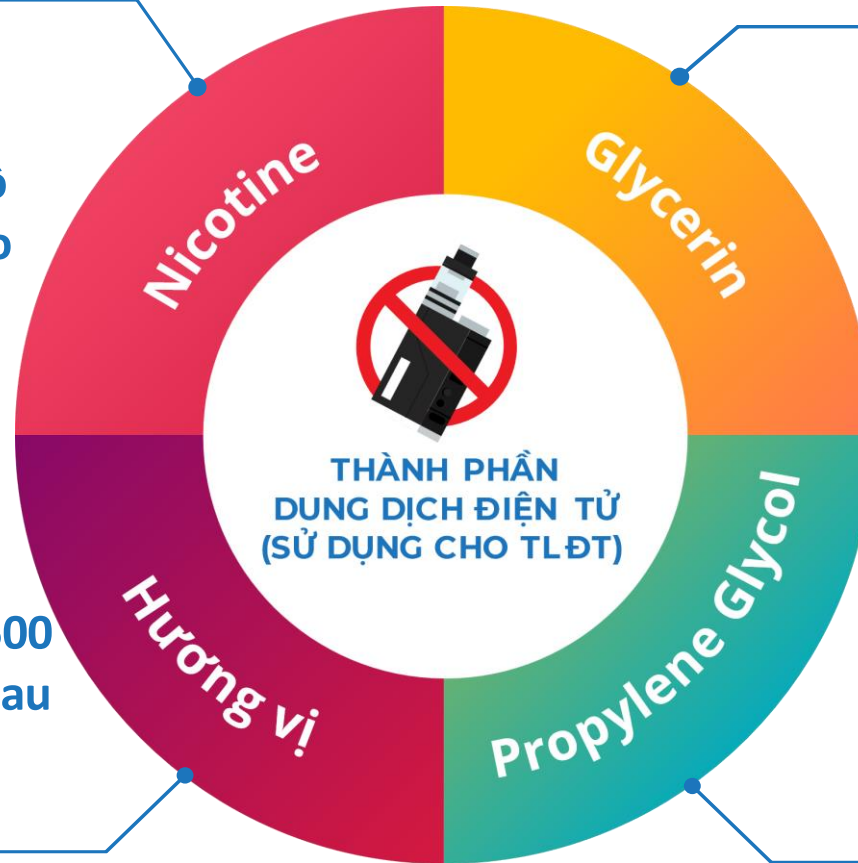 Nicotine
Glycerin
THÀNH PHẦN
DUNG DỊCH ĐIỆN TỬ
(SỬ DỤNG CHO TLĐT)
Hương vị
Propylene Glycol